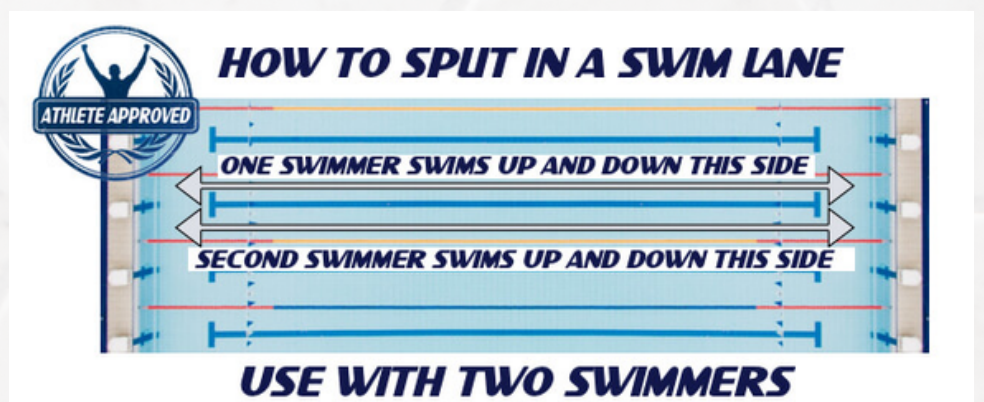 HOW TO SPLIT IN A SWIM LANE
ATHLETE APPROVED
ONE SWIMMER SWIMS UP AND DOWN THIS SIDE
SECOND SWIMMER SWIMS UP AND DOWN THIS SIDE
USE WITH TWO SWIMMERS